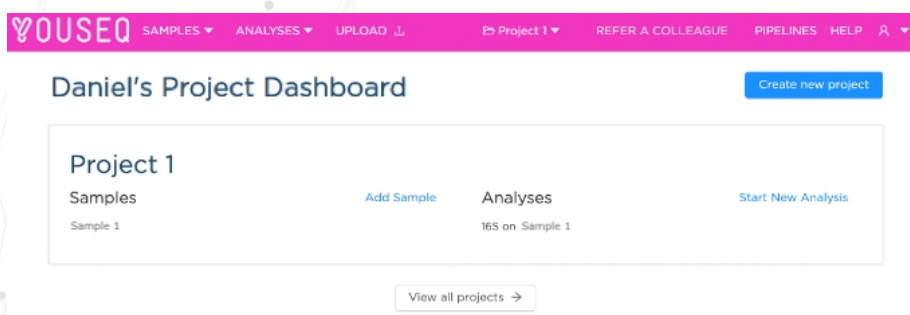 YOUSEQ SAMPLES ANALYSES UPLOAD Project 1 REFER A COLLEAGUE PIPELINES HELP
Daniel's Project Dashboard Create new project
Project 1
Samples Add Sample Analyses Start New Analysis
Sample 1 16S on Sample 1
View all projects →